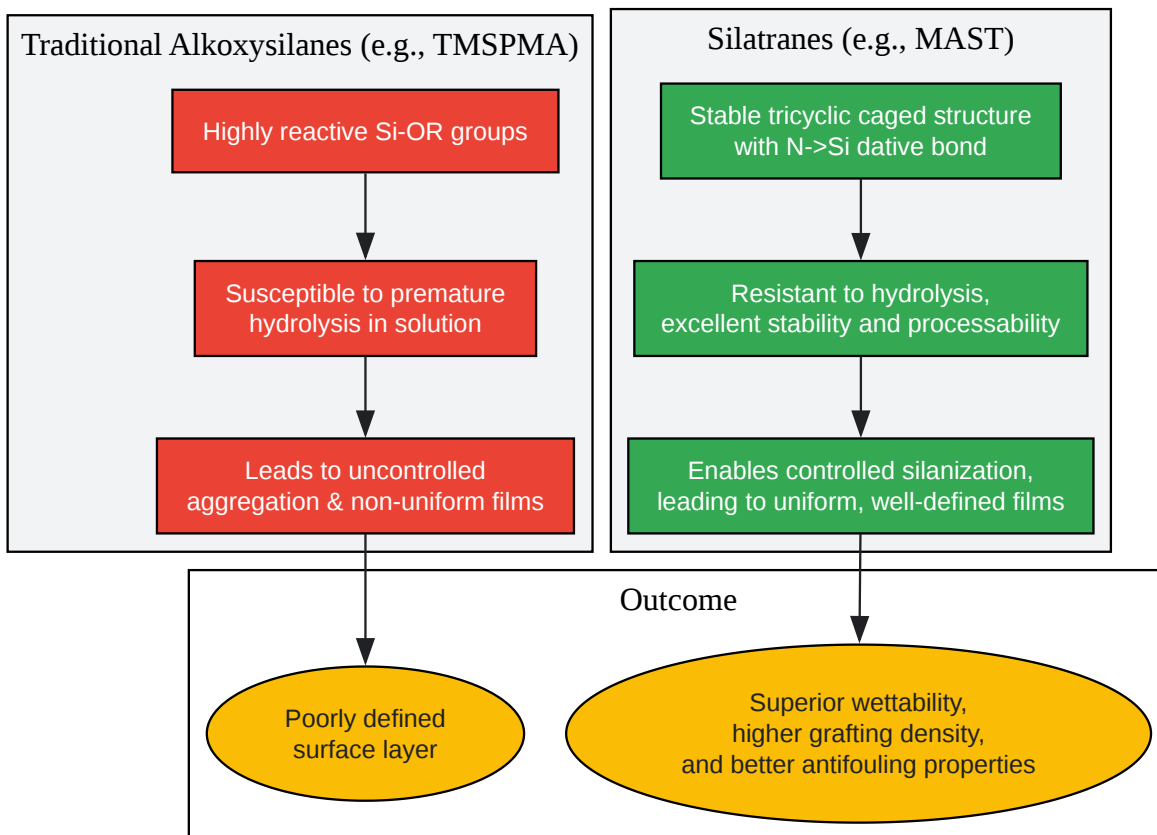 Traditional Alkoxysilanes (e.g., TMSPMA)
Highly reactive Si-OR groups
Susceptible to premature
hydrolysis in solution
Leads to uncontrolled
aggregation & non-uniform films
Silatranes (e.g., MAST)
Stable tricyclic caged structure
with N->Si dative bond
Resistant to hydrolysis,
excellent stability and processability
Enables controlled silanization,
leading to uniform, well-defined films
Outcome
Poorly defined
surface layer
Superior wettability,
higher grafting density,
and better antifouling properties